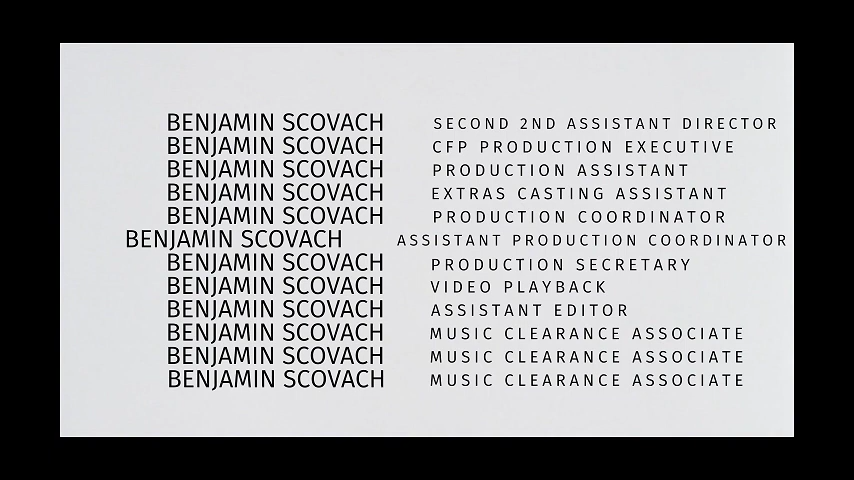 BENJAMIN SCOVACH SECOND 2ND ASSISTANT DIRECTOR
BENJAMIN SCOVACH CFP PRODUCTION EXECUTIVE
BENJAMIN SCOVACH PRODUCTION ASSISTANT
BENJAMIN SCOVACH EXTRAS CASTING ASSISTANT
BENJAMIN SCOVACH PRODUCTION COORDINATOR
BENJAMIN SCOVACH ASSISTANT PRODUCTION COORDINATOR
BENJAMIN SCOVACH PRODUCTION SECRETARY
BENJAMIN SCOVACH VIDEO PLAYBACK
BENJAMIN SCOVACH ASSISTANT EDITOR
BENJAMIN SCOVACH MUSIC CLEARANCE ASSOCIATE
BENJAMIN SCOVACH MUSIC CLEARANCE ASSOCIATE
BENJAMIN SCOVACH MUSIC CLEARANCE ASSOCIATE